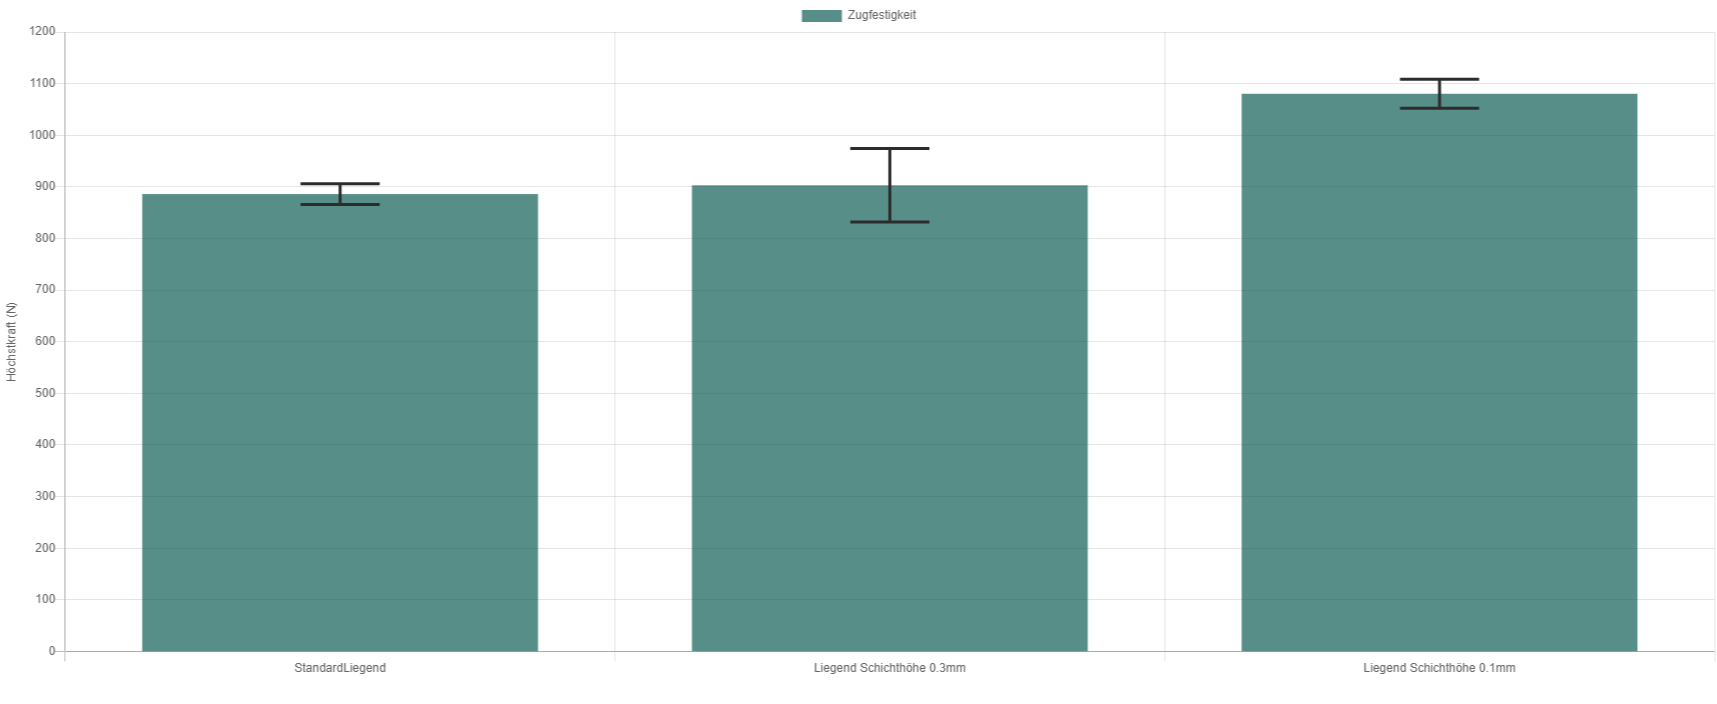 Zugfestigkeit
1200
1100
1000
900
800
700
600
500
400
300
200
100
0
Höchstkraft (N)
StandardLiegend
Liegend Schichthöhe 0.3mm
Liegend Schichthöhe 0.1mm